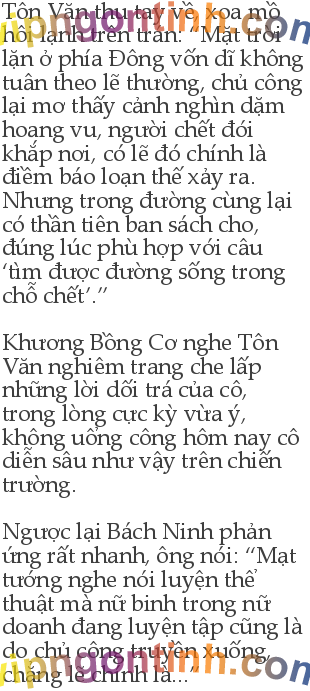 Tôn Văn thu tay về, xoa mồ
hôi lạnh trên trán: “Mặt trời
lặn ở phía Đông vốn dĩ không
tuân theo lẽ thường, chủ công
lại mơ thấy cảnh nghìn dặm
hoang vu, người chết đói
khắp nơi, có lẽ đó chính là
điềm báo loạn thế xảy ra.
Nhưng trong đường cùng lại
có thần tiên ban sách cho,
đúng lúc phù hợp với câu
‘tìm được đường sống trong
chỗ chết’.”
Khương Bồng Cơ nghe Tôn
Văn nghiêm trang che lấp
những lời dối trá của cô,
trong lòng cực kỳ vừa ý,
không uổng công hôm nay cô
diễn sâu như vậy trên chiến
trường.
Ngược lại Bách Ninh phản
ứng rất nhanh, ông nói: “Mạt
tướng nghe nói luyện thể
thuật mà nữ binh trong nữ
doanh đang luyện tập cũng là
do chủ công truyền xuống,
chẳng lẽ chính là...”
vipngontinh.com
vipngontinh.com